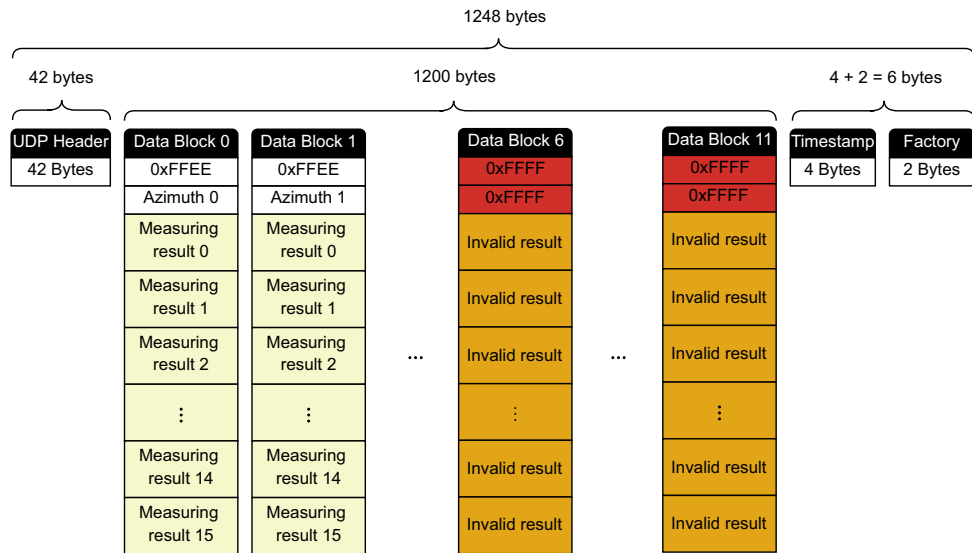 1248 bytes
42 bytes
1200 bytes
4 + 2 = 6 bytes
UDP Header
42 Bytes
Data Block 0
0xFFEE
Azimuth 0
Measuring
result 0
Measuring
result 1
Measuring
result 2
⋮
Measuring
result 14
Measuring
result 15
Data Block 1
0xFFEE
Azimuth 1
Measuring
result 0
Measuring
result 1
Measuring
result 2
⋮
Measuring
result 14
Measuring
result 15
...
Data Block 6
0xFFFF
0xFFFF
Invalid result
Invalid result
Invalid result
⋮
Invalid result
Invalid result
...
Data Block 11
0xFFFF
0xFFFF
Invalid result
Invalid result
Invalid result
⋮
Invalid result
Invalid result
Timestamp
4 Bytes
Factory
2 Bytes